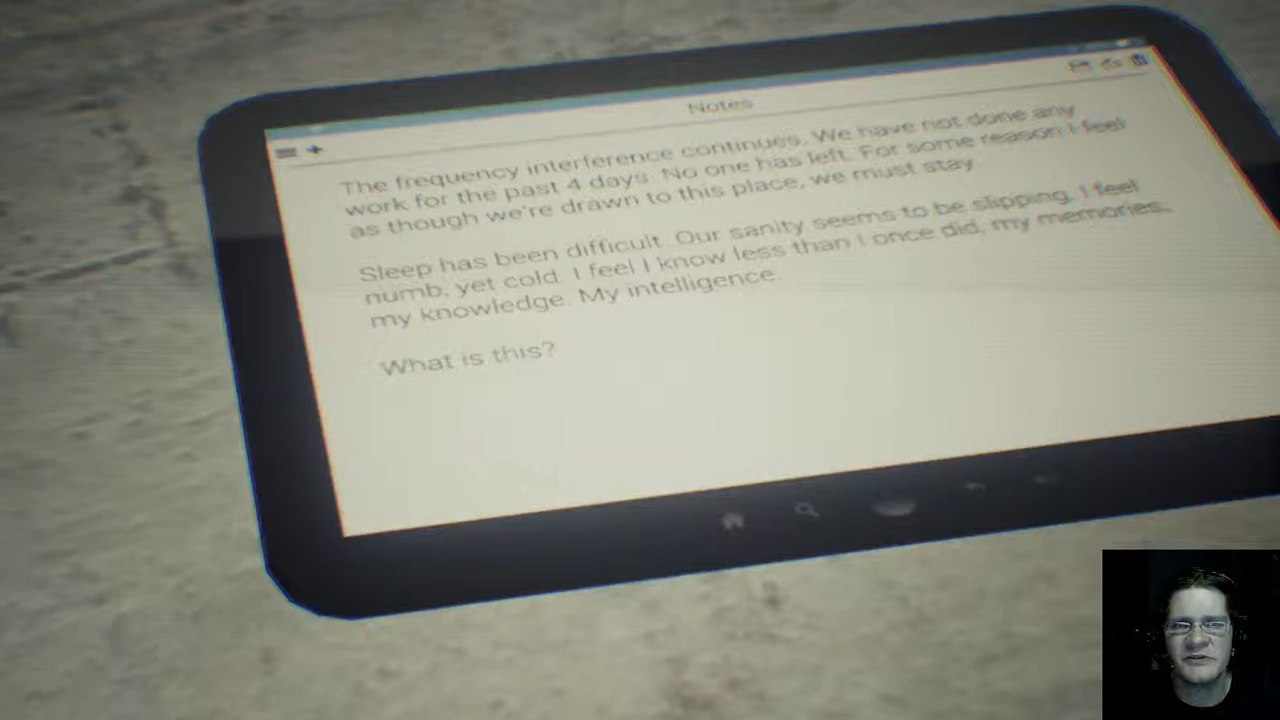 Notes
The frequency interference continues. We have not done any
work for the past 4 days. No one has left. For some reason I feel
as though we're drawn to this place, we must stay
Sleep has been difficult. Our sanity seems to be slipping. I feel
numb, yet cold. I feel I know less than I once did, my memories,
my knowledge. My intelligence.
What is this?